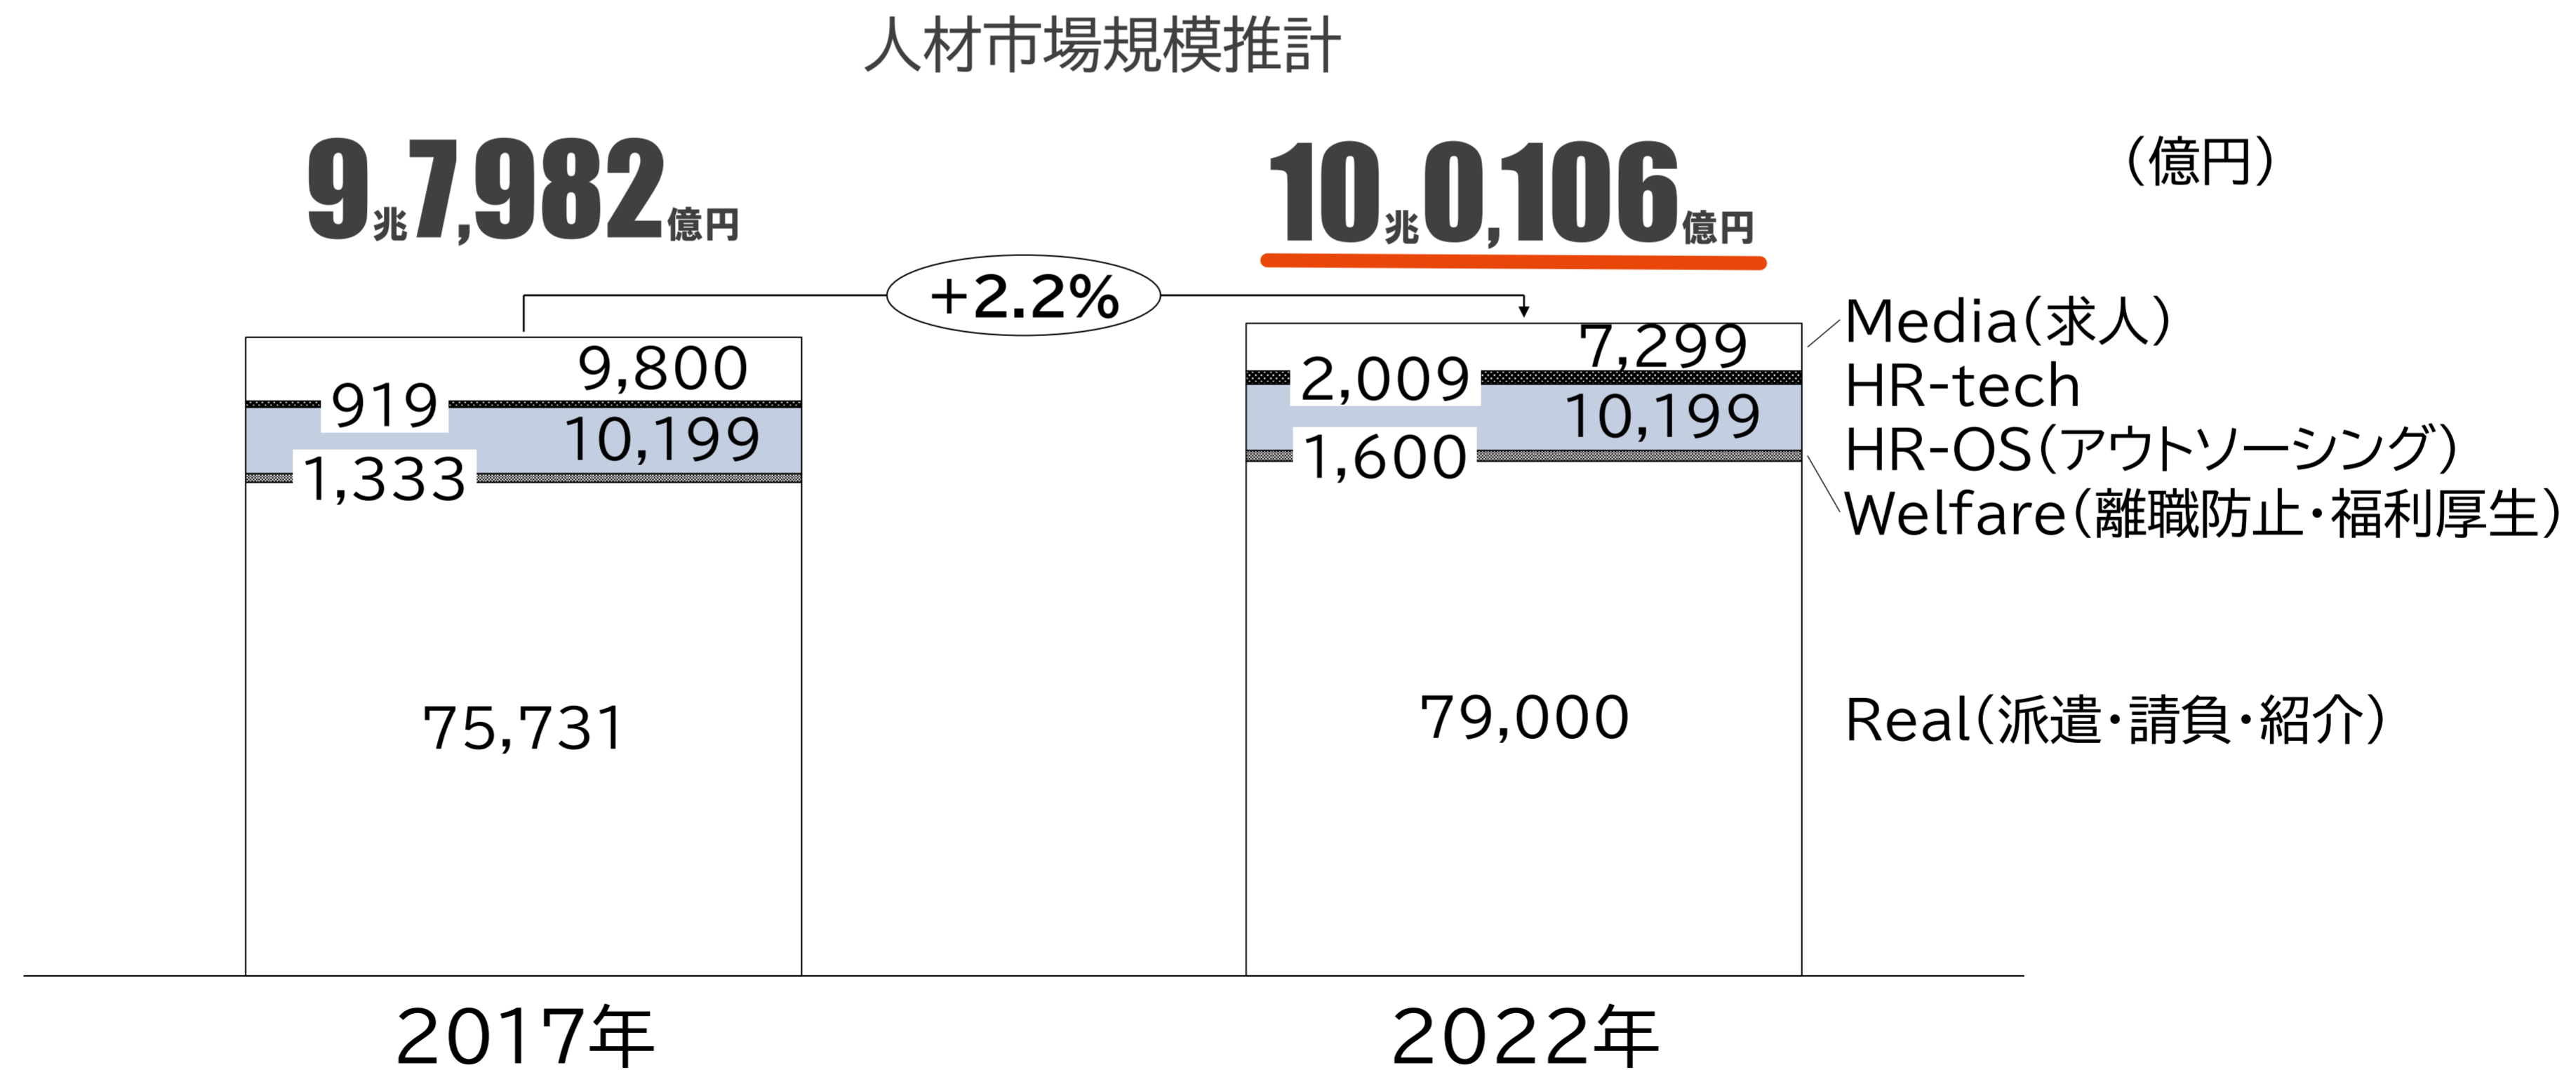 人材市場規模推計
9兆7,982億円
10兆0,106億円
(億円)
+2.2%
9,800
919
10,199
1,333
75,731
7,299
2,009
10,199
1,600
79,000
Media(求人)
HR-tech
HR-OS(アウトソーシング)
Welfare(離職防止・福利厚生)
Real(派遣・請負・紹介)
2017年
2022年